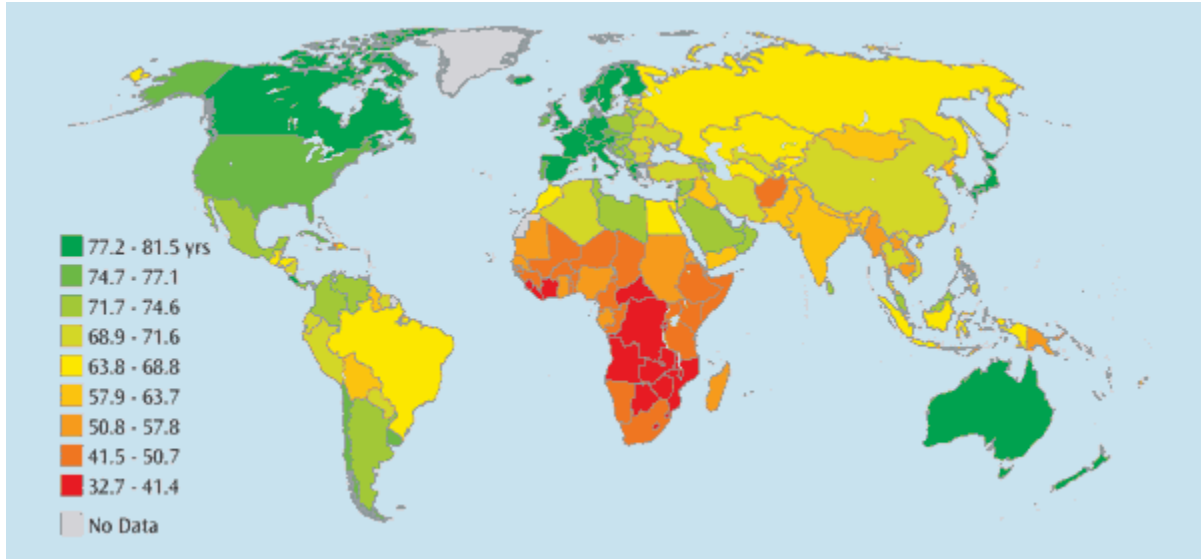 77.2 - 81.5 yrs
74.7 - 77.1
71.7 - 74.6
68.9 - 71.6
63.8 - 68.8
57.9 - 63.7
50.8 - 57.8
41.5 - 50.7
32.7 - 41.4
No Data